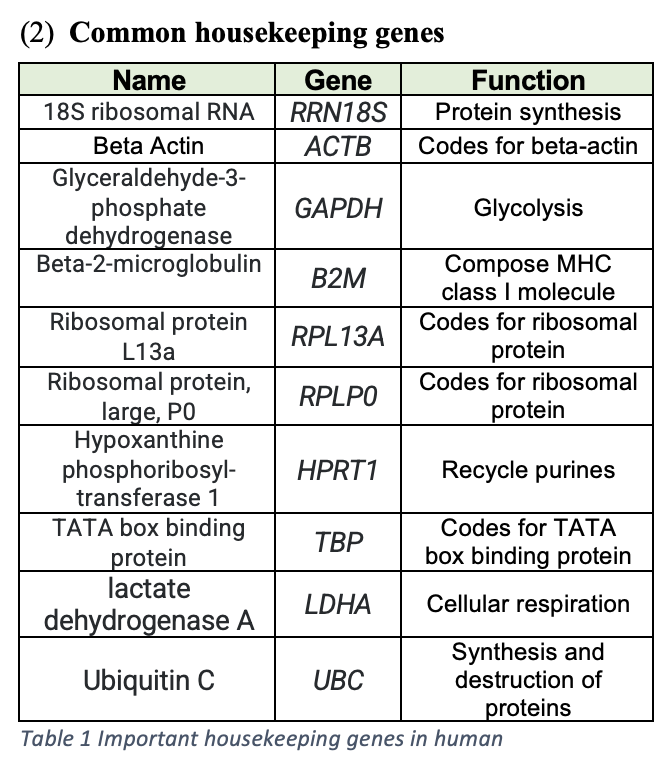 (2) Common housekeeping genes
Name Gene Function
18S ribosomal RNA RRN18S Protein synthesis
Beta Actin ACTB Codes for beta-actin
Glyceraldehyde-3-
phosphate
dehydrogenase
GAPDH
Glycolysis
Beta-2-microglobulin
B2M
Compose MHC
class I molecule
Ribosomal protein
L13a
RPL13A
Codes for ribosomal
protein
Ribosomal protein,
large, P0
RPLP0
Codes for ribosomal
protein
Hypoxanthine
phosphoribosyl-
transferase 1
HPRT1
Recycle purines
TATA box binding
protein
TBP
Codes for TATA
box binding protein
lactate
dehydrogenase A
LDHA
Cellular respiration
Ubiquitin C
UBC
Synthesis and
destruction of
proteins
Table 1 Important housekeeping genes in human